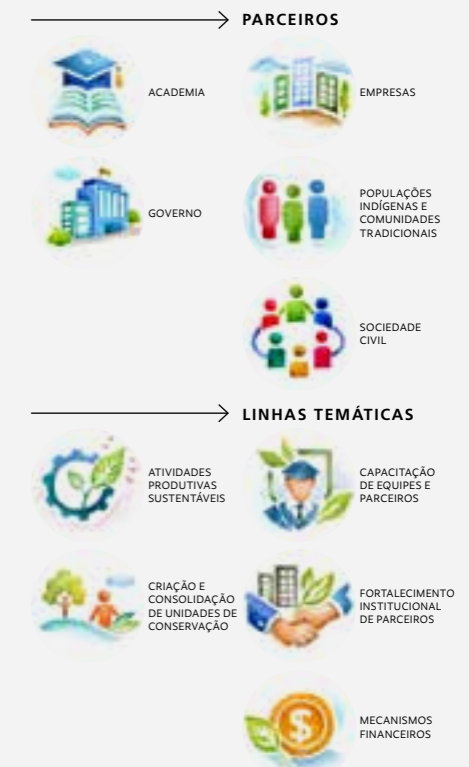 PARCEIROS
ACADEMIA
EMPRESAS
GOVERNO
POPULAÇÕES
INDÍGENAS E
COMUNIDADES
TRADICIONAIS
SOCIEDADE
CIVIL
LINHAS TEMÁTICAS
ATIVIDADES
PRODUTIVAS
SUSTENTÁVEIS
CAPACITAÇÃO
DE EQUIPES E
PARCEIROS
CRIAÇÃO E
CONSOLIDAÇÃO
DE UNIDADES DE
CONSERVAÇÃO
FORTALECIMENTO
INSTITUCIONAL
DE PARCEIROS
$
MECANISMOS
FINANCEIROS